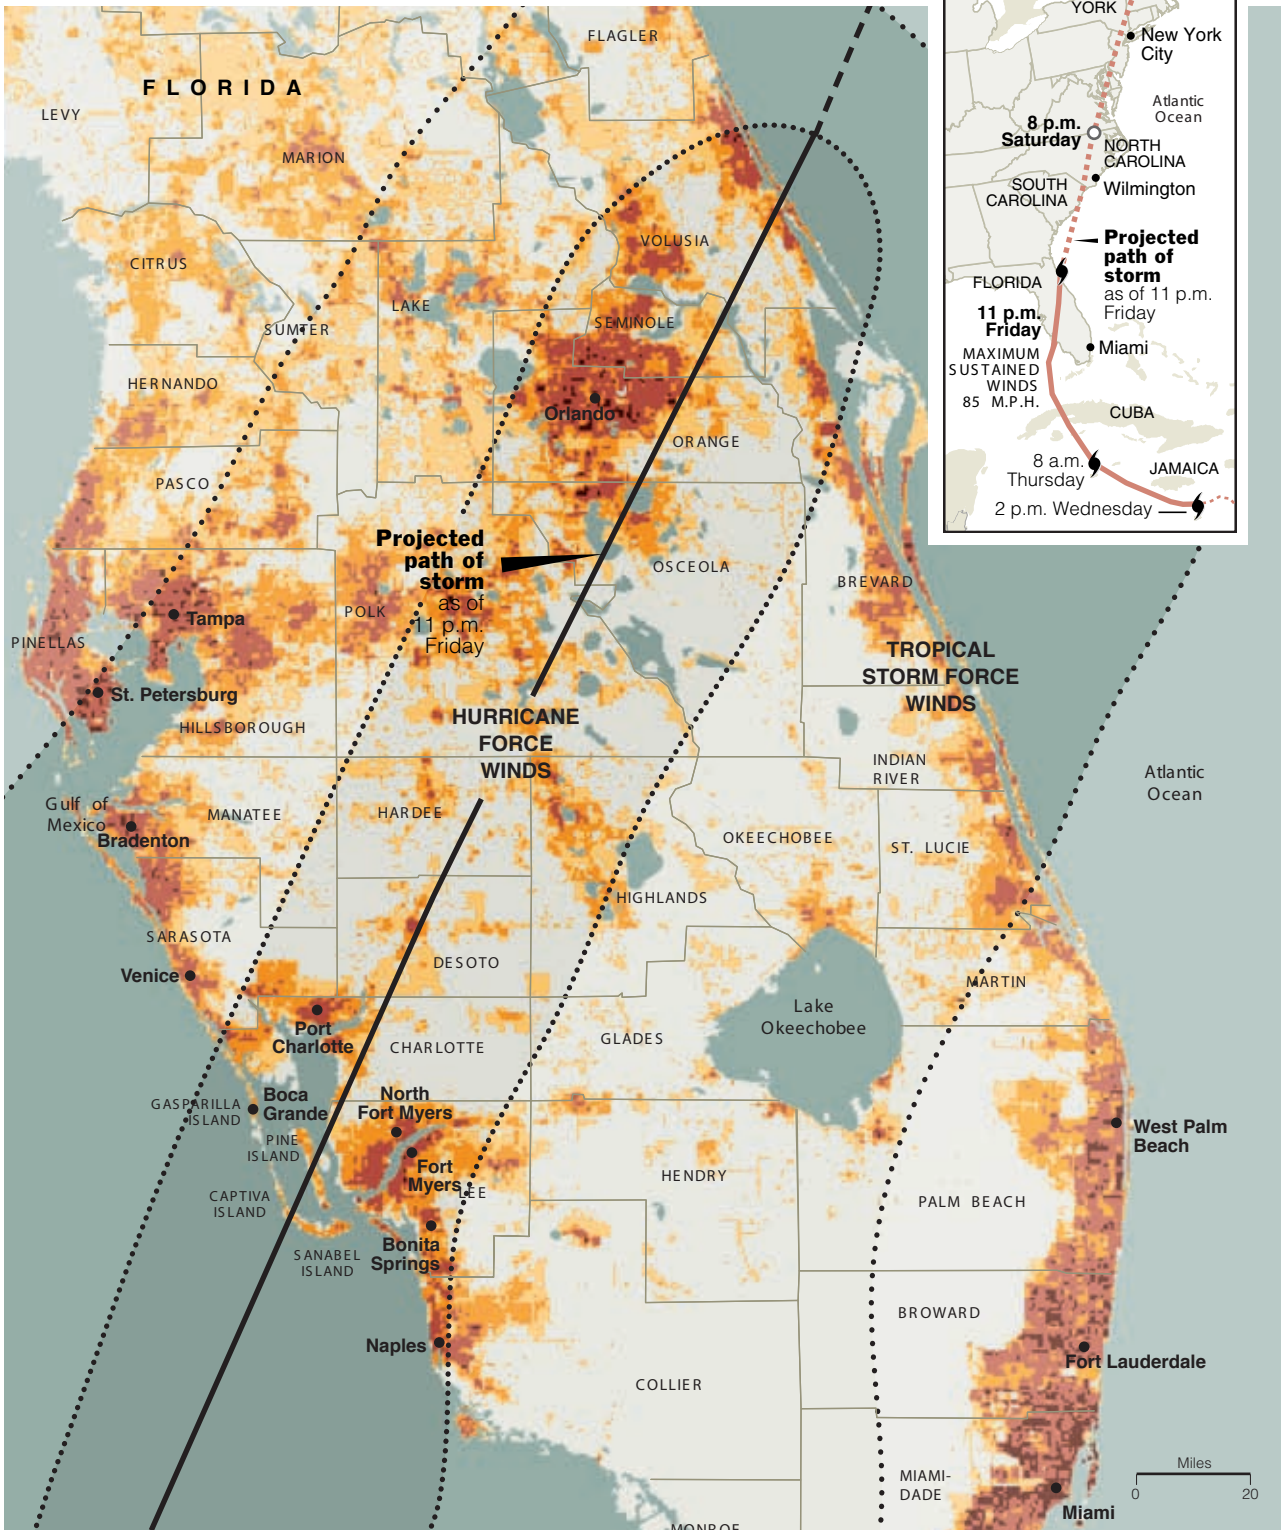 FLAGLER
FLORIDA
LEVY
MARION
VOLUSIA
CITRUS
LAKE
SUMTER
SEMINOLE
HERNANDO
Orlando
ORANGE
PASCO
Projected
path of
storm
as of
11 p.m.
Friday
OSCEOLA
BREVARD
POLK
Tampa
PINELLAS
TROPICAL
STORM FORCE
WINDS
St. Petersburg
HILLSBOROUGH
HURRICANE
FORCE
WINDS
INDIAN
RIVER
Atlantic
Ocean
Gulf of
Mexico
MANATEE
HARDEE
Bradenton
OKEECHOBEE
ST. LUCIE
HIGHLANDS
SARASOTA
DESOTO
Venice
MARTIN
Lake
Okeechobee
Port
Charlotte
CHARLOTTE
GLADES
GASPARILLA
ISLAND
Boca
Grande
North
Fort Myers
PINE
ISLAND
West Palm
Beach
Fort
Myers
LEE
HENDRY
CAPTIVA
ISLAND
PALM BEACH
SANABEL
ISLAND
Bonita
Springs
BROWARD
Naples
Fort Lauderdale
COLLIER
MIAMI-
DADE
Miles
0 20
Miami
MONROE
YORK
New York
City
Atlantic
Ocean
8 p.m.
Saturday
NORTH
CAROLINA
SOUTH
CAROLINA
Wilmington
Projected
path of
storm
as of 11 p.m.
Friday
FLORIDA
11 p.m.
Friday
MAXIMUM
SUSTAINED
WINDS
85 M.P.H.
Miami
CUBA
8 a.m.
Thursday
JAMAICA
2 p.m. Wednesday